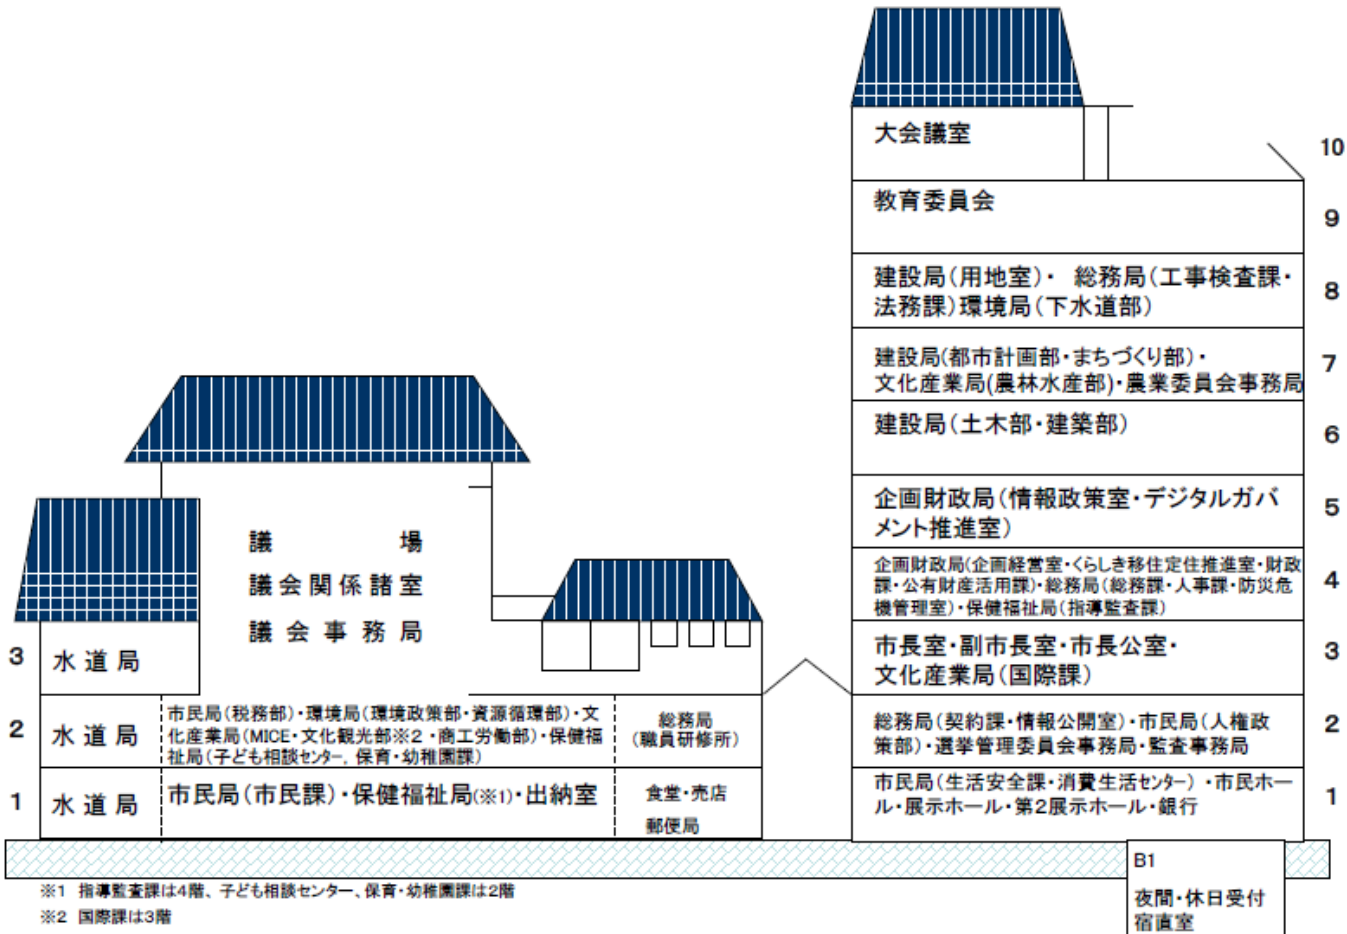 大会議室
10
教育委員会
9
建設局（用地室）・　総務局（工事検査課・
法務課）環境局（下水道部）
8
建設局(都市計画部・まちづくり部)・
文化産業局(農林水産部)・農業委員会事務局
7
建設局（土木部・建築部）
6
企画財政局（情報政策室・デジタルガバ
メント推進室）
5
企画財政局(企画経営室・くらしき移住定住推進室・財政
課・公有財産活用課)・総務局(総務課・人事課・防災危
機管理室)・保健福祉局(指導監査課)
4
市長室・副市長室・市長公室・
文化産業局（国際課）
3
総務局（契約課・情報公開室）・市民局（人権政
策部）・選挙管理委員会事務局・監査事務局
2
市民局（生活安全課・消費生活センター）・市民ホー
ル・展示ホール・第2展示ホール・銀行
1
B1
夜間・休日受付
宿直室
議　　　場
議会関係諸室
議会事務局
3
水道局
2
水道局
市民局(税務部)・環境局(環境政策部・資源循環部)・文
化産業局(MICE・文化観光部※2・商工労働部)・保健福
祉局(子ども相談センター、保育・幼稚園課)
総務局
（職員研修所）
1
水道局
市民局（市民課）・保健福祉局(※1)・出納室
食堂・売店
郵便局
※1　指導監査課は4階、子ども相談センター、保育・幼稚園課は2階
※2　国際課は3階